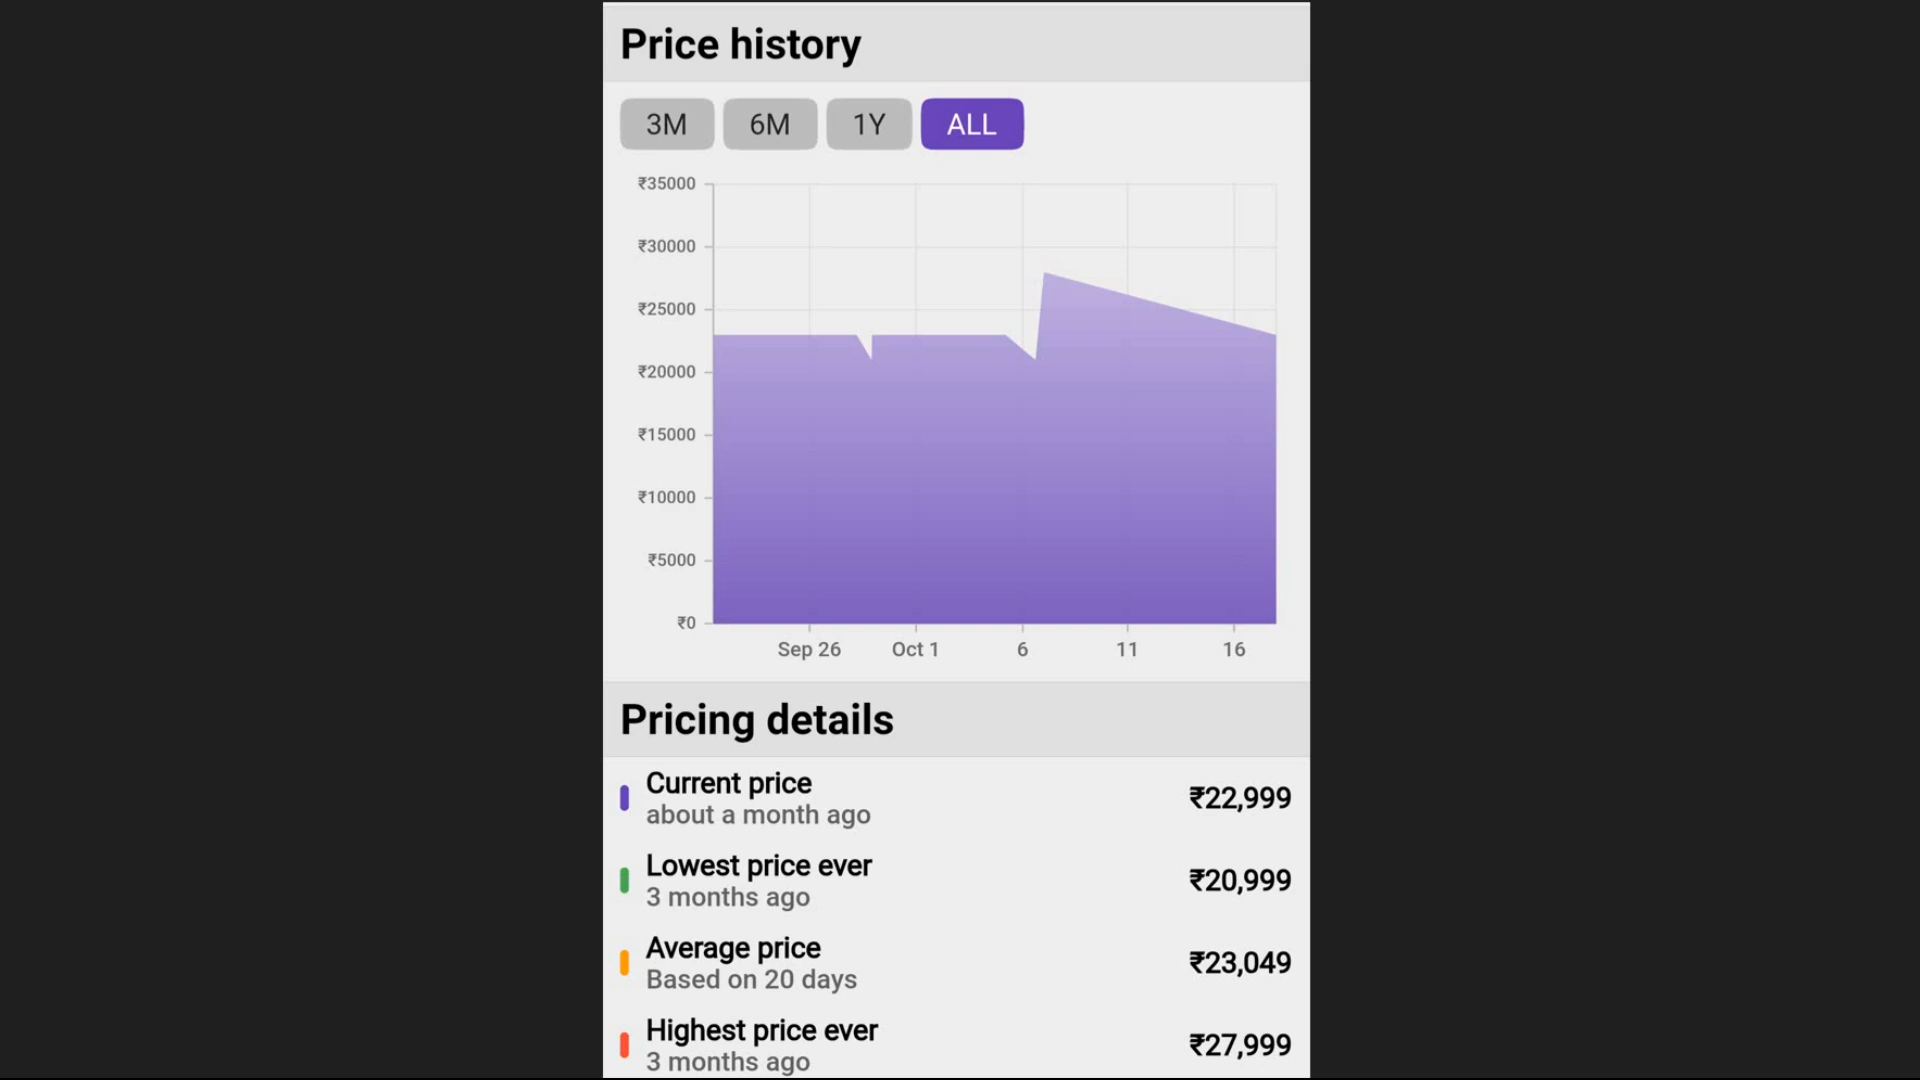 Price history
3M 6M 1Y ALL
₹35000
₹30000
₹25000
₹20000
₹15000
₹10000
₹5000
₹0
Sep 26 Oct 1 6 11 16
Pricing details
Current price
about a month ago
₹22,999
Lowest price ever
3 months ago
₹20,999
Average price
Based on 20 days
₹23,049
Highest price ever
3 months ago
₹27,999